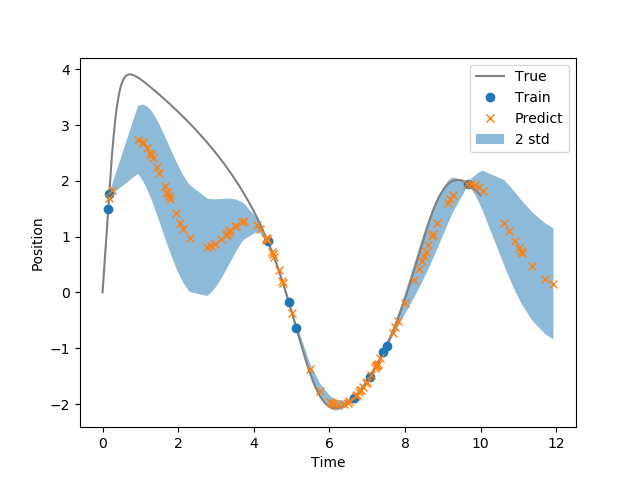 True
Train
Predict
2 std
4
3
2
1
0
−1
−2
Position
0 2 4 6 8 10 12
Time